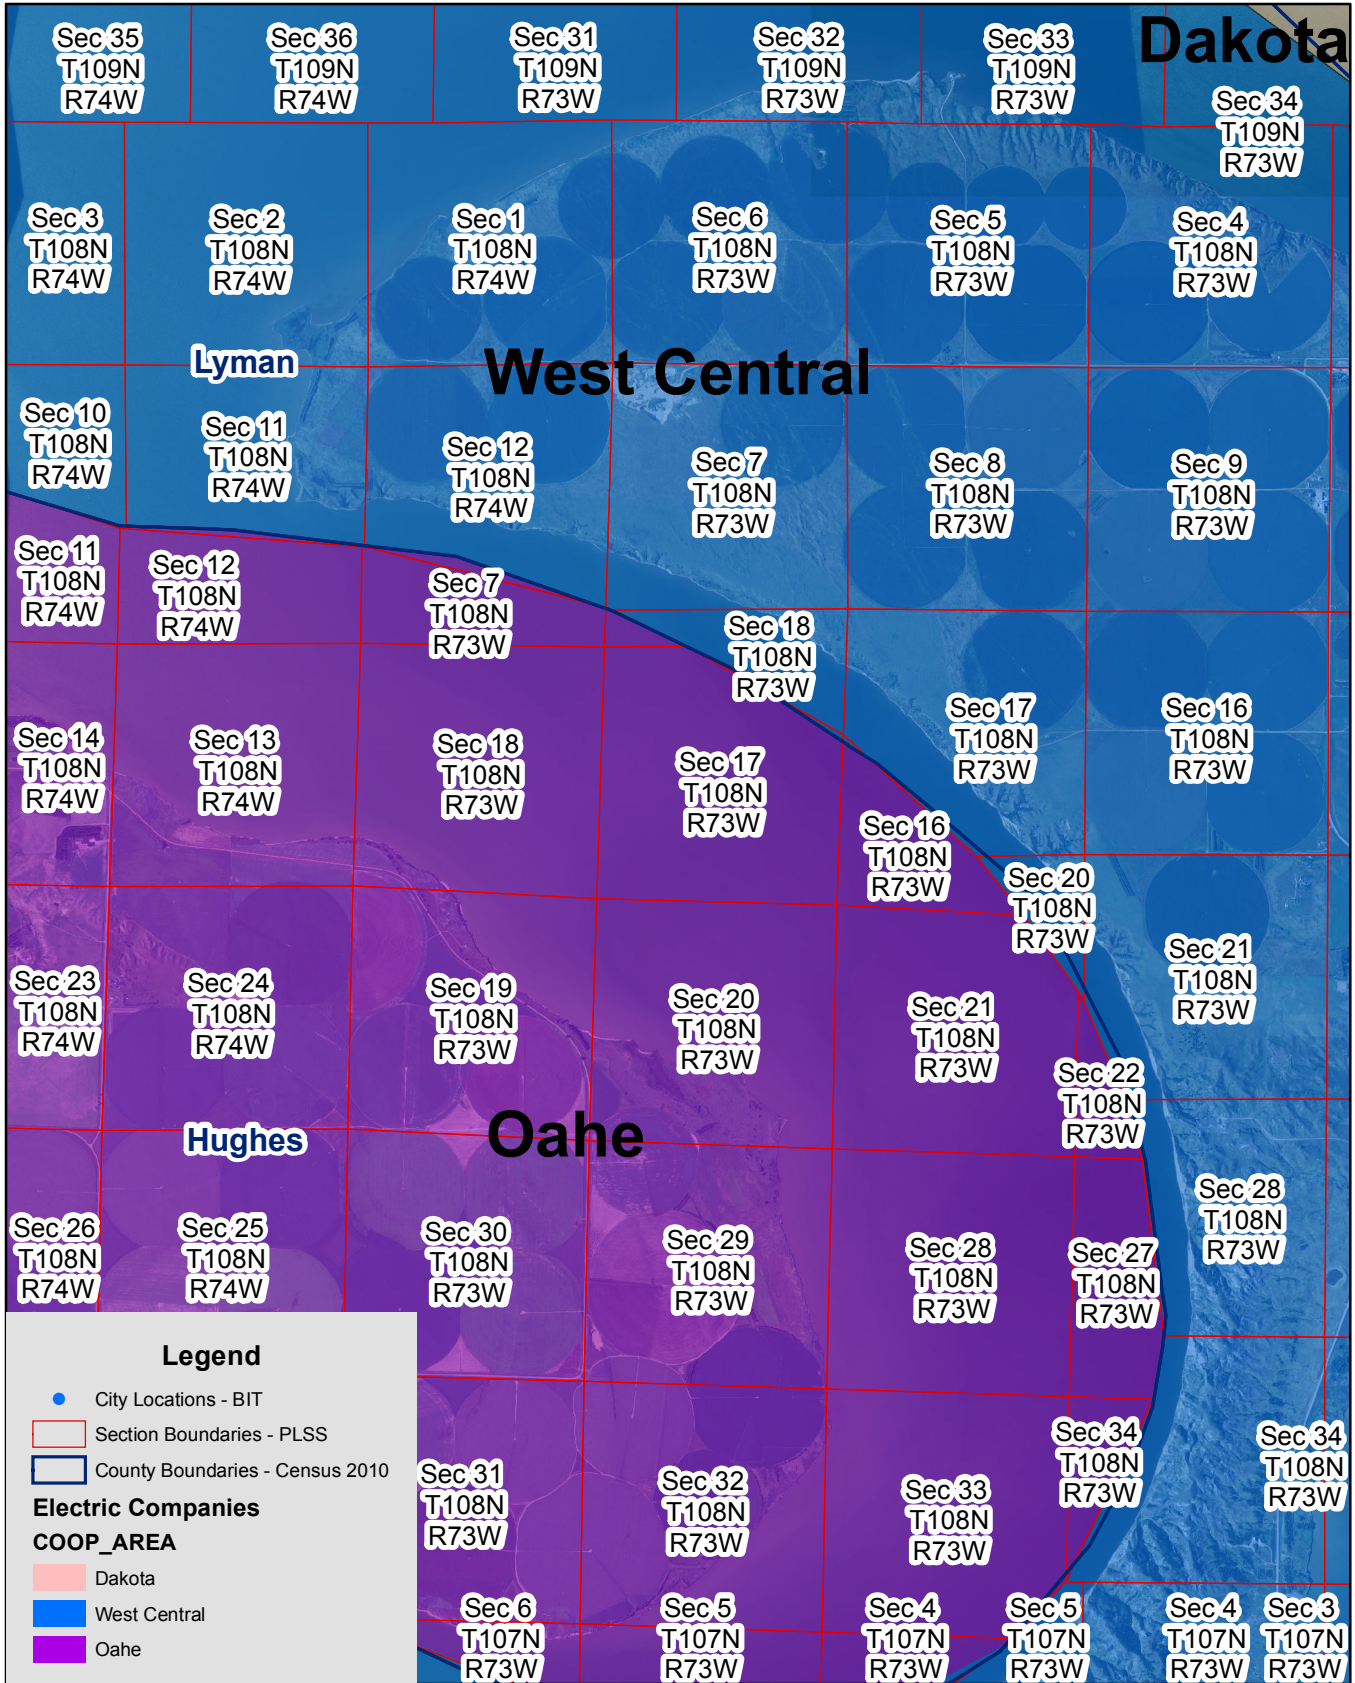 Dakota
Sec 35
T109N
R74W
Sec 36
T109N
R74W
Sec 31
T109N
R73W
Sec 32
T109N
R73W
Sec 33
T109N
R73W
Sec 34
T109N
R73W
Sec 3
T108N
R74W
Sec 2
T108N
R74W
Sec 1
T108N
R74W
Sec 6
T108N
R73W
Sec 5
T108N
R73W
Sec 4
T108N
R73W
Lyman
West Central
Sec 10
T108N
R74W
Sec 11
T108N
R74W
Sec 12
T108N
R74W
Sec 7
T108N
R73W
Sec 8
T108N
R73W
Sec 9
T108N
R73W
Sec 11
T108N
R74W
Sec 12
T108N
R74W
Sec 7
T108N
R73W
Sec 18
T108N
R73W
Sec 17
T108N
R73W
Sec 16
T108N
R73W
Sec 14
T108N
R74W
Sec 13
T108N
R74W
Sec 18
T108N
R73W
Sec 17
T108N
R73W
Sec 16
T108N
R73W
Sec 20
T108N
R73W
Sec 21
T108N
R73W
Sec 23
T108N
R74W
Sec 24
T108N
R74W
Sec 19
T108N
R73W
Sec 20
T108N
R73W
Sec 21
T108N
R73W
Sec 22
T108N
R73W
Hughes
Oahe
Sec 28
T108N
R73W
Sec 26
T108N
R74W
Sec 25
T108N
R74W
Sec 30
T108N
R73W
Sec 29
T108N
R73W
Sec 28
T108N
R73W
Sec 27
T108N
R73W
Sec 34
T108N
R73W
Sec 34
T108N
R73W
Sec 31
T108N
R73W
Sec 32
T108N
R73W
Sec 33
T108N
R73W
Sec 6
T107N
R73W
Sec 5
T107N
R73W
Sec 4
T107N
R73W
Sec 5
T107N
R73W
Sec 4
T107N
R73W
Sec 3
T107N
R73W
Legend
City Locations - BIT
Section Boundaries - PLSS
County Boundaries - Census 2010
Electric Companies
COOP_AREA
Dakota
West Central
Oahe